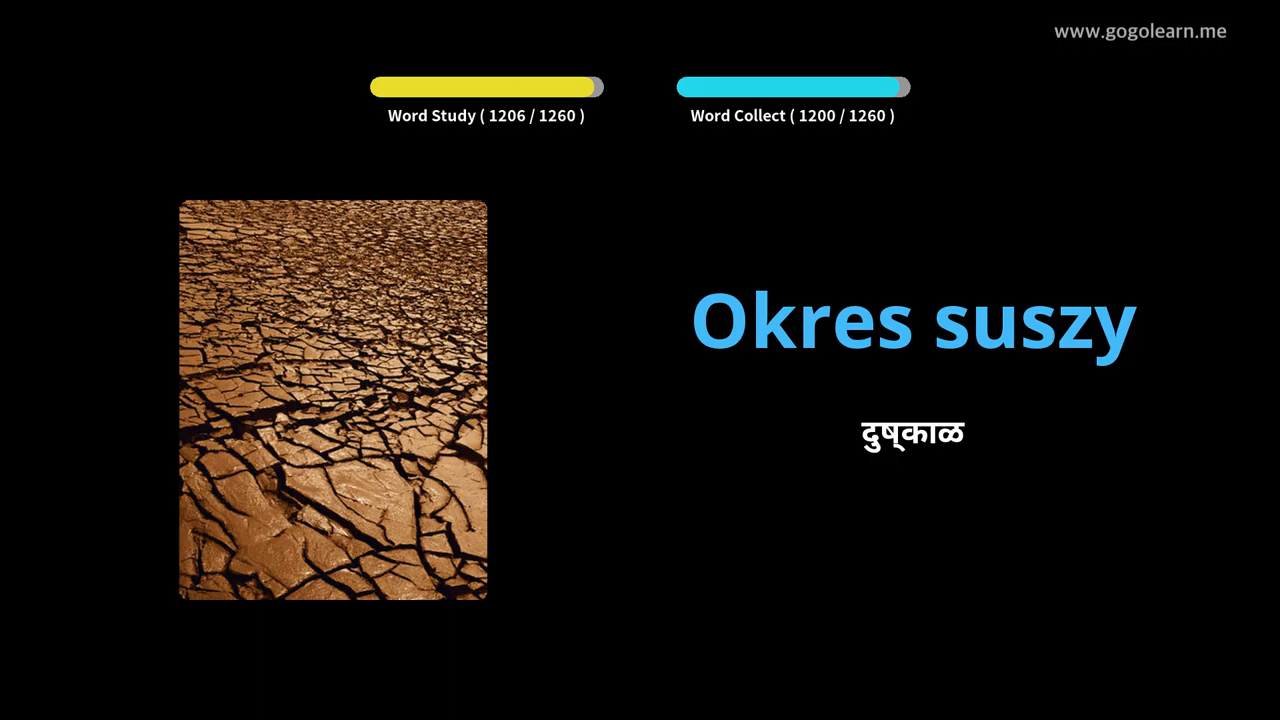 www.gogolearn.me
Word Study ( 1206 / 1260 )
Word Collect ( 1200 / 1260 )
Okres suszy
दुष्काळ